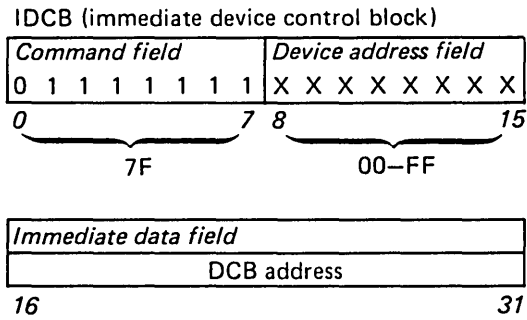 IDCB (immediate device control block)
Command field Device address field
0 1 1 1 1 1 1 1 X X X X X X X X
0 7 8 15
7F 00–FF
Immediate data field
DCB address
16 31